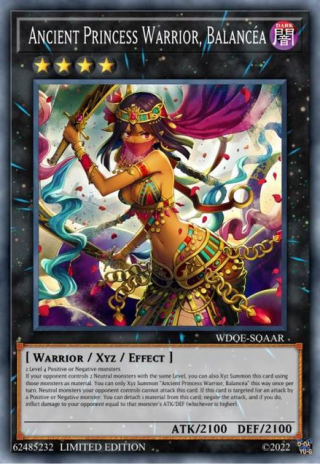 ANCIENT PRINCESS WARRIOR, BALANCÉA
DARK
闇
WDQE-SQAAR
[ WARRIOR / XYZ / EFFECT ]
2 Level 4 Positive or Negative monsters
If your opponent controls 2 Neutral monsters with the same Level, you can also Xyz Summon this card using
those monsters as material. You can only Xyz Summon "Ancient Princess Warrior, Balancéa" this way once per
turn. Neutral monsters your opponent controls cannot attack this card. If this card is targeted for an attack by
a Positive or Negative monster: You can detach 1 material from this card; negate the attack, and if you do,
inflict damage to your opponent equal to that monster's ATK/DEF (whichever is higher).
ATK/2100 DEF/2100
62485232 LIMITED EDITION
©2022